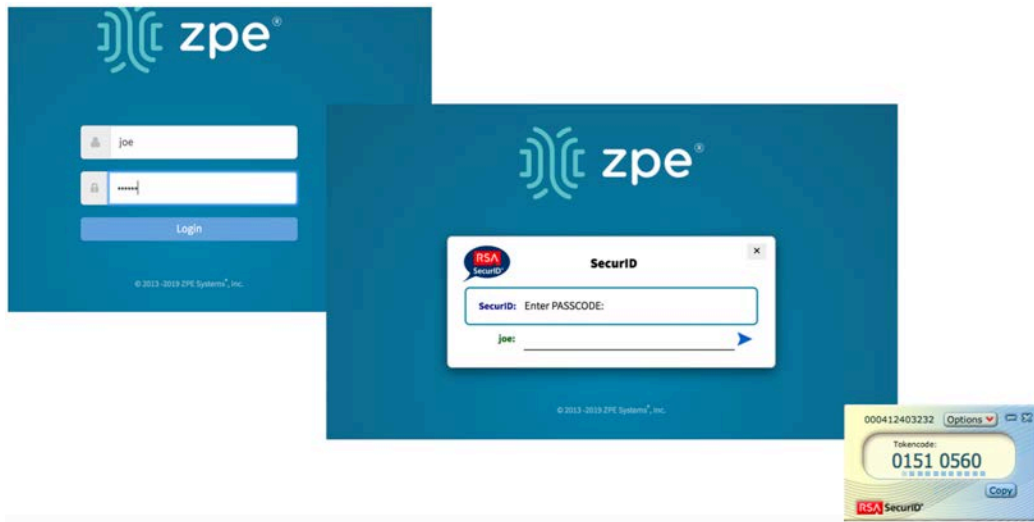 zpe®
joe
••••••
Login
© 2013 -2019 ZPE Systems®, Inc.
zpe®
RSA
SecurID®
SecurID
×
SecurID: Enter PASSCODE:
joe:
© 2013 -2019 ZPE Systems®, Inc.
000412403232 Options
Tokencode:
0151 0560
Copy
RSA SecurID®